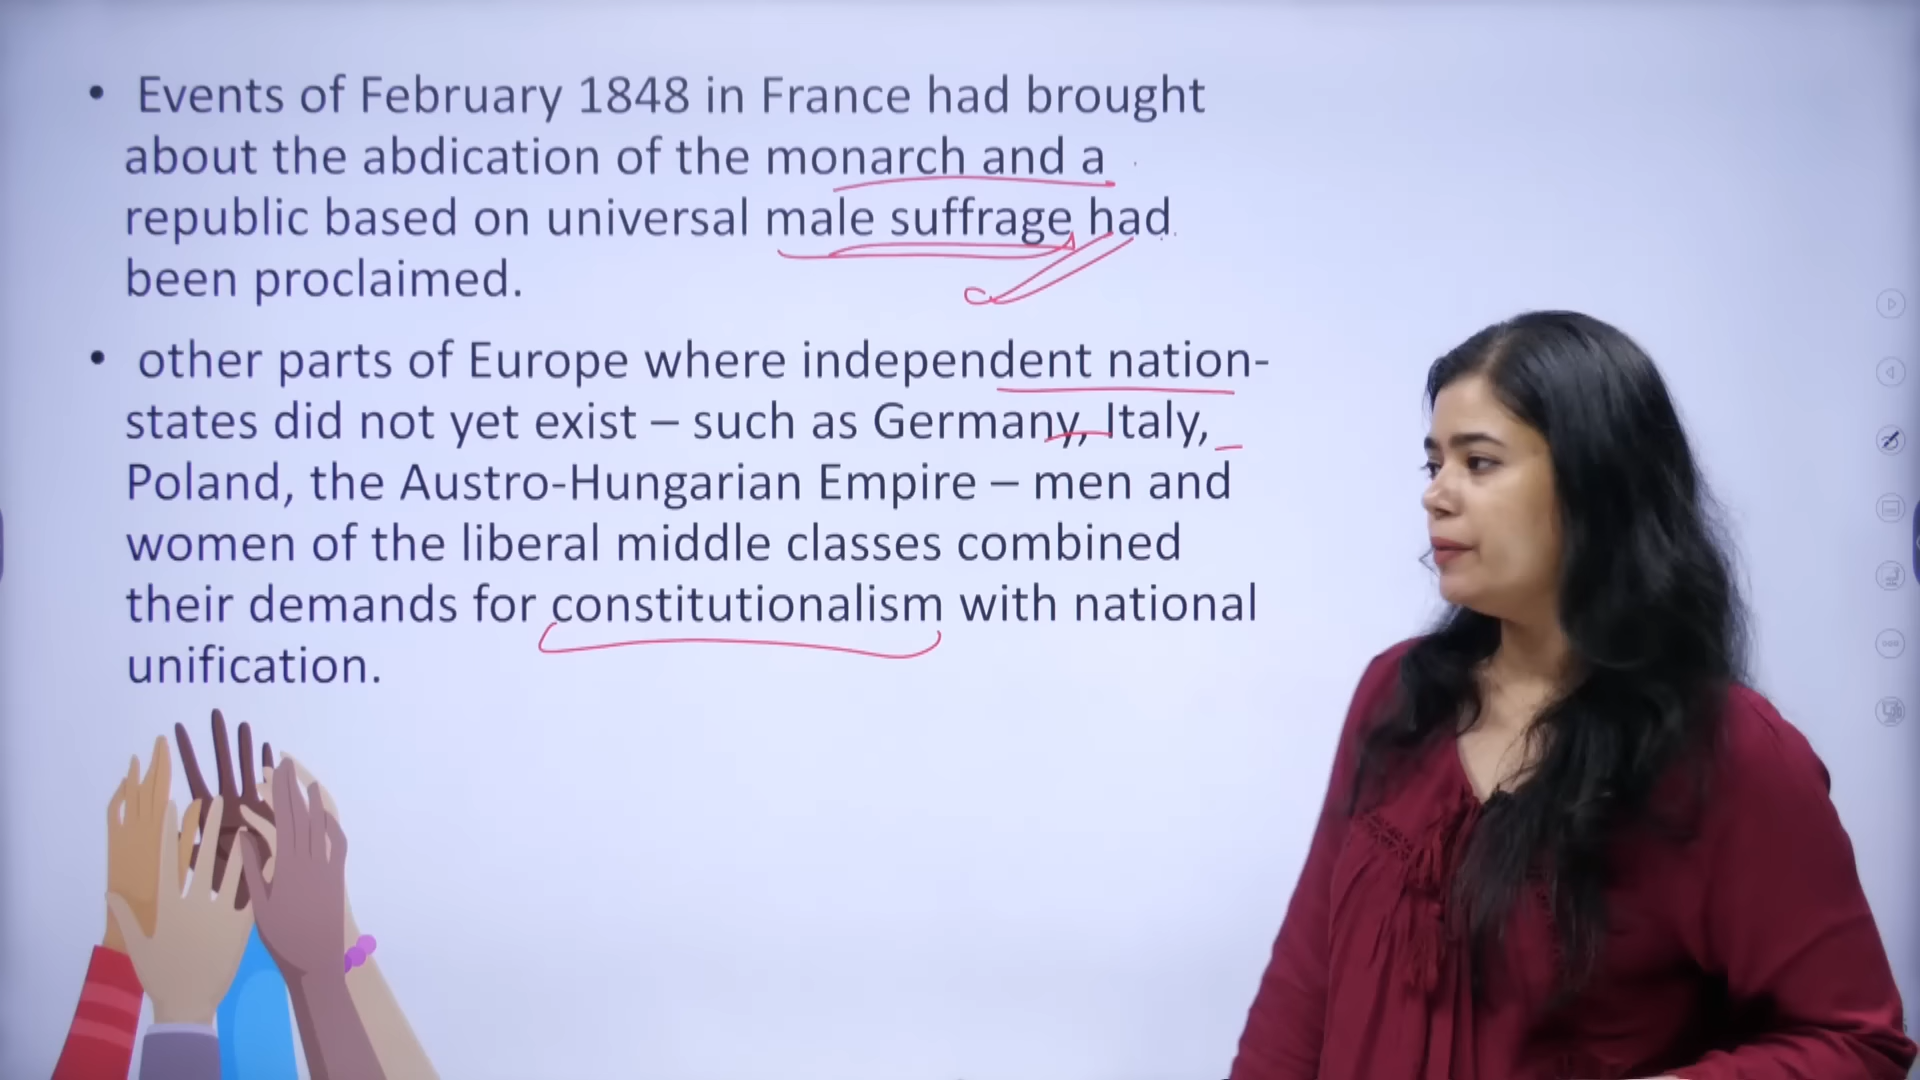 • Events of February 1848 in France had brought
about the abdication of the monarch and a
republic based on universal male suffrage had
been proclaimed.
• other parts of Europe where independent nation-
states did not yet exist – such as Germany, Italy,
Poland, the Austro-Hungarian Empire – men and
women of the liberal middle classes combined
their demands for constitutionalism with national
unification.